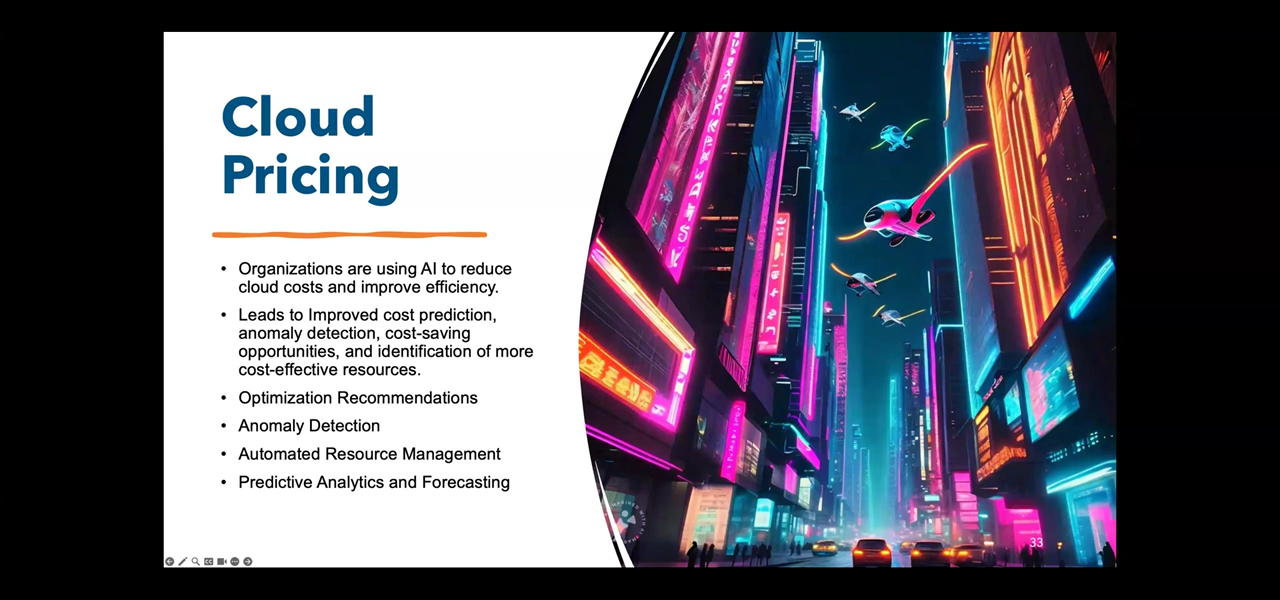 Cloud
Pricing
• Organizations are using AI to reduce
cloud costs and improve efficiency.
• Leads to Improved cost prediction,
anomaly detection, cost-saving
opportunities, and identification of more
cost-effective resources.
• Optimization Recommendations
• Anomaly Detection
• Automated Resource Management
• Predictive Analytics and Forecasting
33